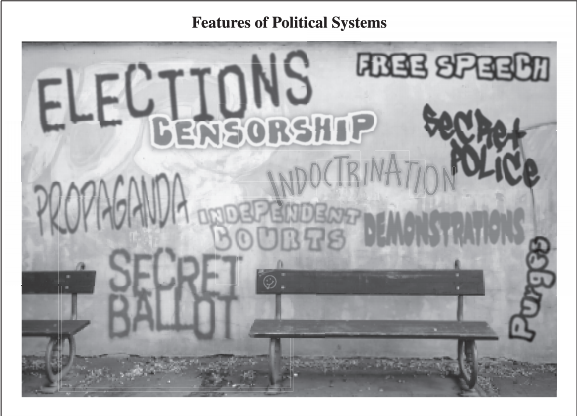 Features of Political Systems
ELECTIONS
FREE SPEECH
CENSORSHIP
SECRET
POLICE
INDOCTRINATION
PROPAGANDA
INDEPENDENT
COURTS
DEMONSTRATIONS
SECRET
BALLOT
Purges